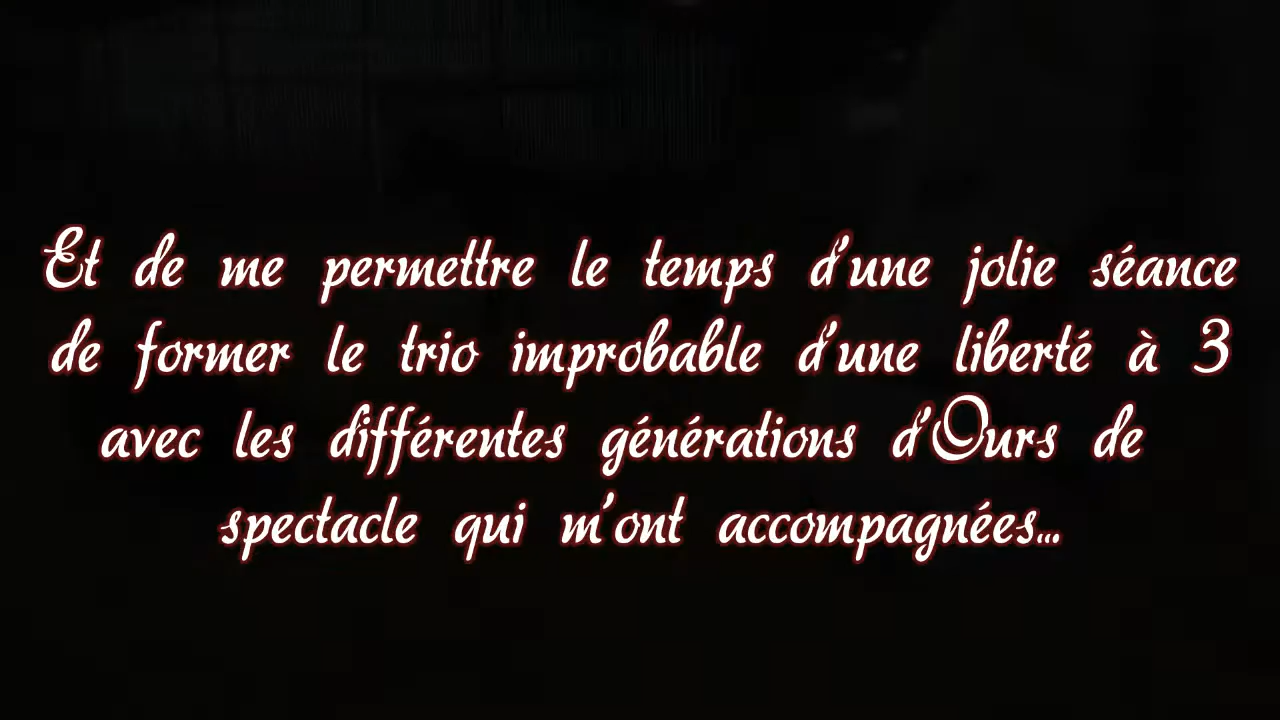 Et de me permettre le temps d'une jolie séance
de former le trio improbable d'une liberté à 3
avec les différentes générations d'Ours de
spectacle qui m'ont accompagnées...